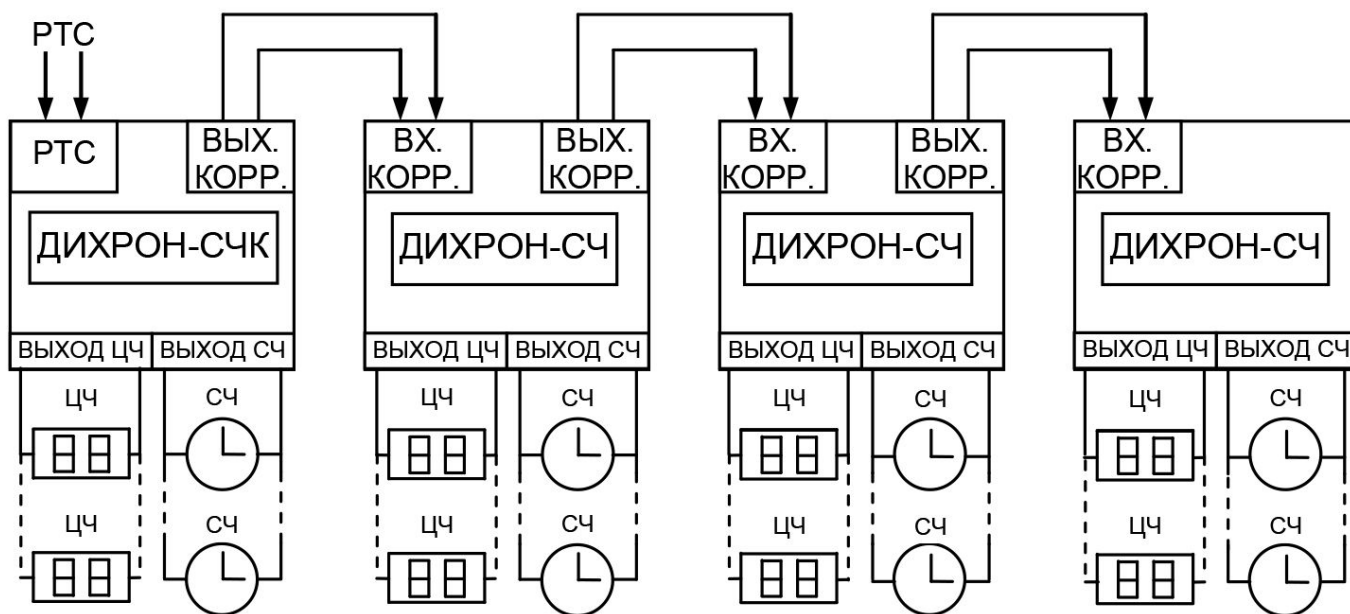 РТС
РТС
ВЫХ.
КОРР.
ДИХРОН-СЧК
ВЫХОД ЦЧ
ВЫХОД СЧ
ЦЧ
СЧ
ЦЧ
СЧ
ВХ.
КОРР.
ВЫХ.
КОРР.
ДИХРОН-СЧ
ВЫХОД ЦЧ
ВЫХОД СЧ
ЦЧ
СЧ
ЦЧ
СЧ
ВХ.
КОРР.
ВЫХ.
КОРР.
ДИХРОН-СЧ
ВЫХОД ЦЧ
ВЫХОД СЧ
ЦЧ
СЧ
ЦЧ
СЧ
ВХ.
КОРР.
ДИХРОН-СЧ
ВЫХОД ЦЧ
ВЫХОД СЧ
ЦЧ
СЧ
ЦЧ
СЧ